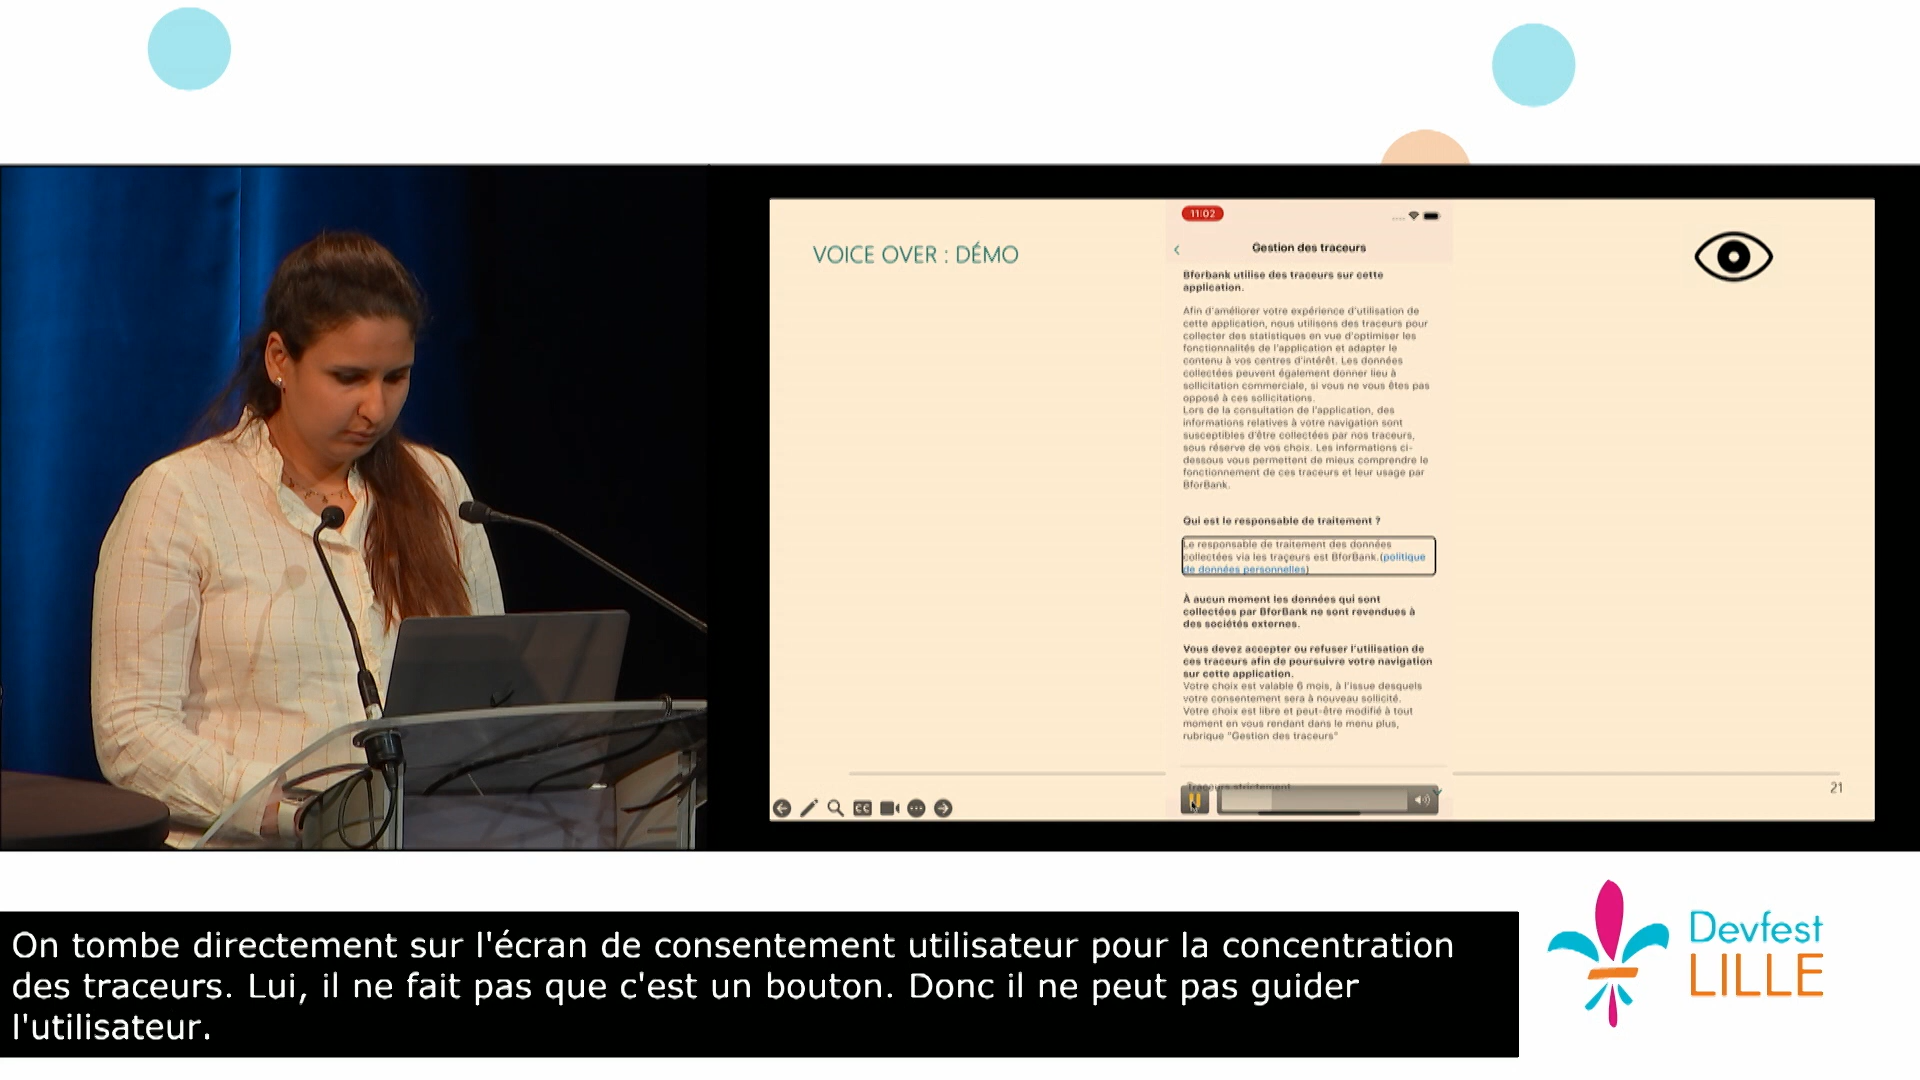 VOICE OVER : DÉMO
11:02
Gestion des traceurs
Bforbank utilise des traceurs sur cette
application.
Afin d'améliorer votre expérience d'utilisation de
cette application, nous utilisons des traceurs pour
collecter des statistiques en vue d'optimiser les
fonctionnalités de l'application et adapter le
contenu à vos centres d'intérêt. Les données
collectées peuvent également donner lieu à
sollicitation commerciale, si vous ne vous êtes pas
opposé à ces sollicitations.
Lors de la consultation de l'application, des
informations relatives à votre navigation sont
susceptibles d'être collectées par nos traceurs,
sous réserve de vos choix. Les informations ci-
dessous vous permettent de mieux comprendre le
fonctionnement de ces traceurs et leur usage par
BforBank.
Qui est le responsable de traitement ?
Le responsable de traitement des données
collectées via les traçeurs est BforBank.(politique
de données personnelles)
À aucun moment les données qui sont
collectées par BforBank ne sont revendues à
des sociétés externes.
Vous devez accepter ou refuser l'utilisation de
ces traceurs afin de poursuivre votre navigation
sur cette application.
Votre choix est valable 6 mois, à l'issue desquels
votre consentement sera à nouveau sollicité.
Votre choix est libre et peut-être modifié à tout
moment en vous rendant dans le menu plus,
rubrique "Gestion des traceurs"
Traceurs strictement
21
CC
On tombe directement sur l'écran de consentement utilisateur pour la concentration
des traceurs. Lui, il ne fait pas que c'est un bouton. Donc il ne peut pas guider
l'utilisateur.
Devfest
LILLE